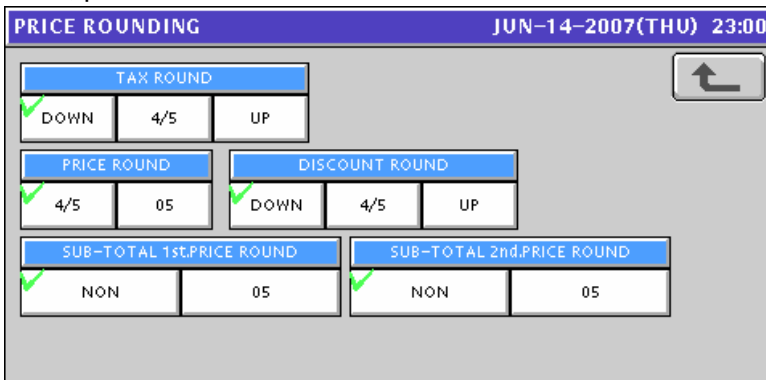 PRICE ROUNDING JUN-14-2007(THU) 23:00
TAX ROUND
DOWN 4/5 UP
PRICE ROUND DISCOUNT ROUND
4/5 05 DOWN 4/5 UP
SUB-TOTAL 1st.PRICE ROUND SUB-TOTAL 2nd.PRICE ROUND
NON 05 NON 05